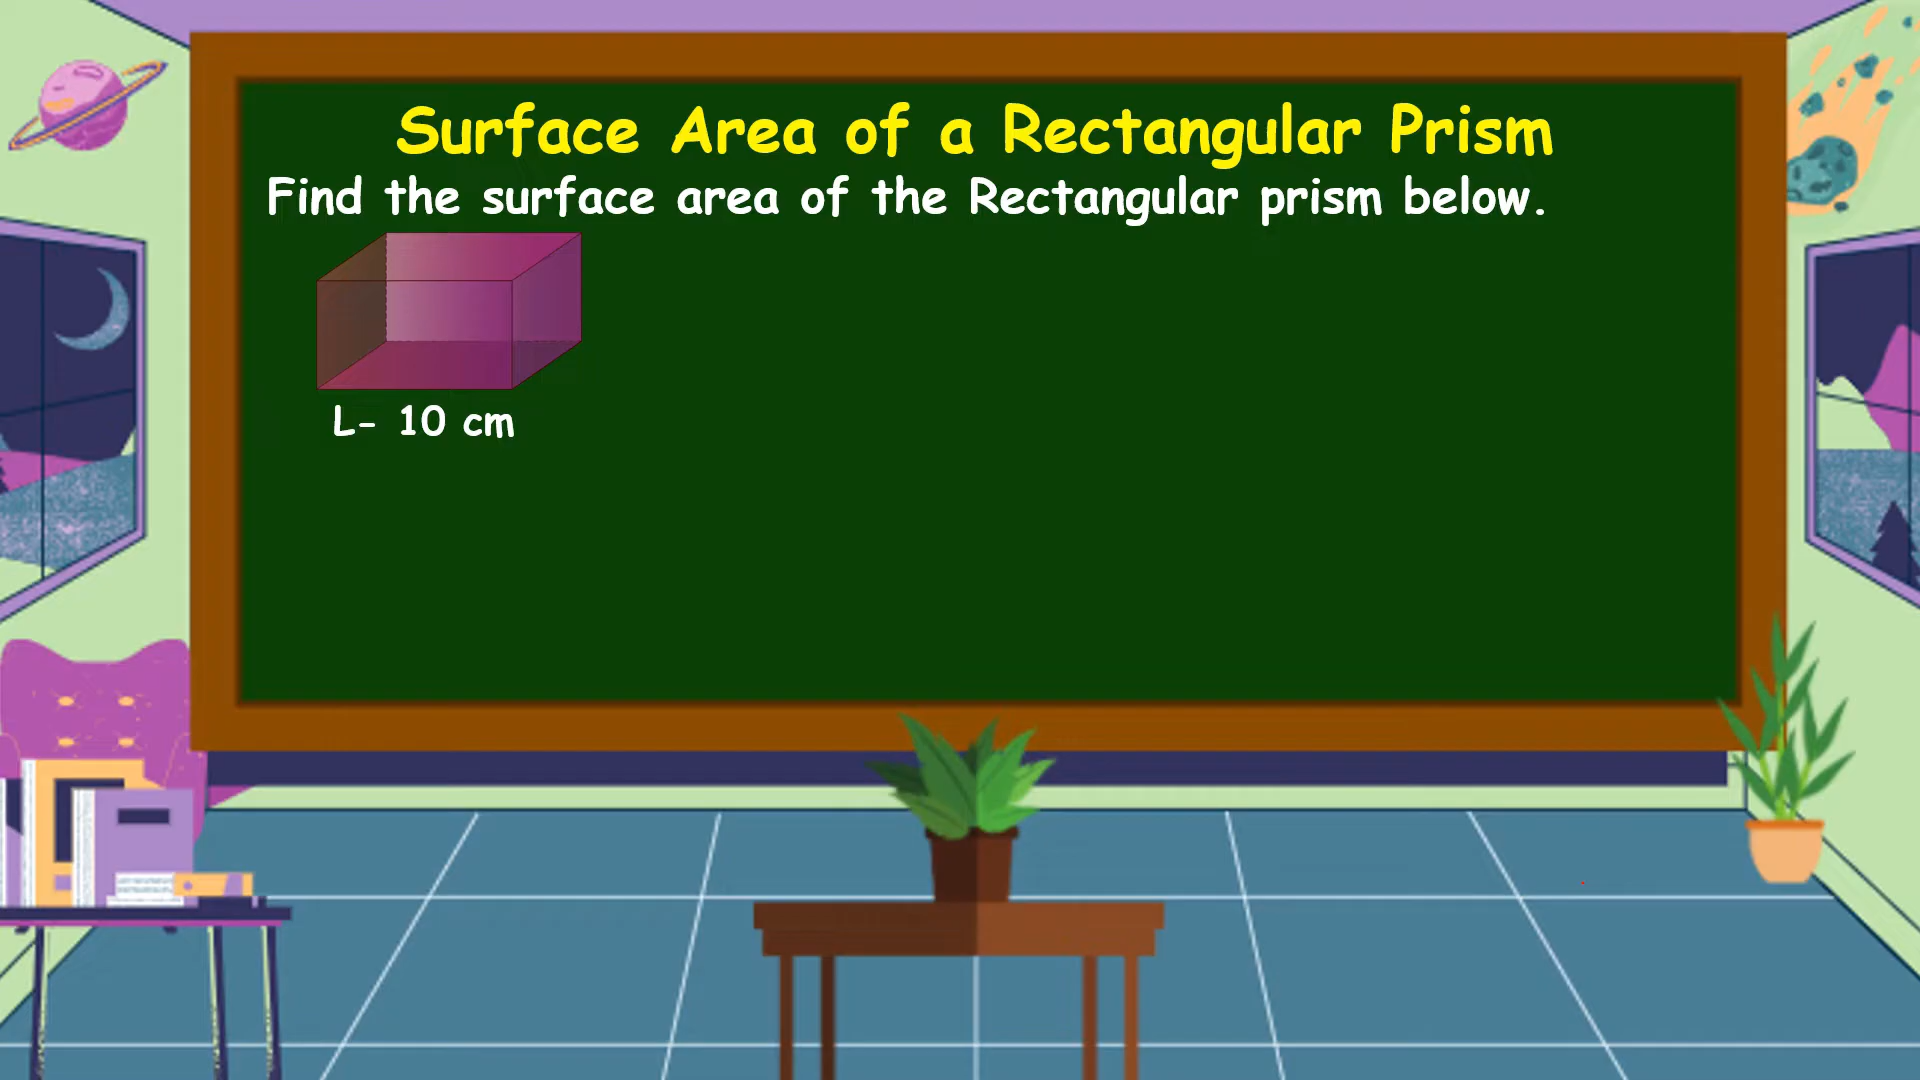 Surface Area of a Rectangular Prism
Find the surface area of the Rectangular prism below.
L- 10 cm